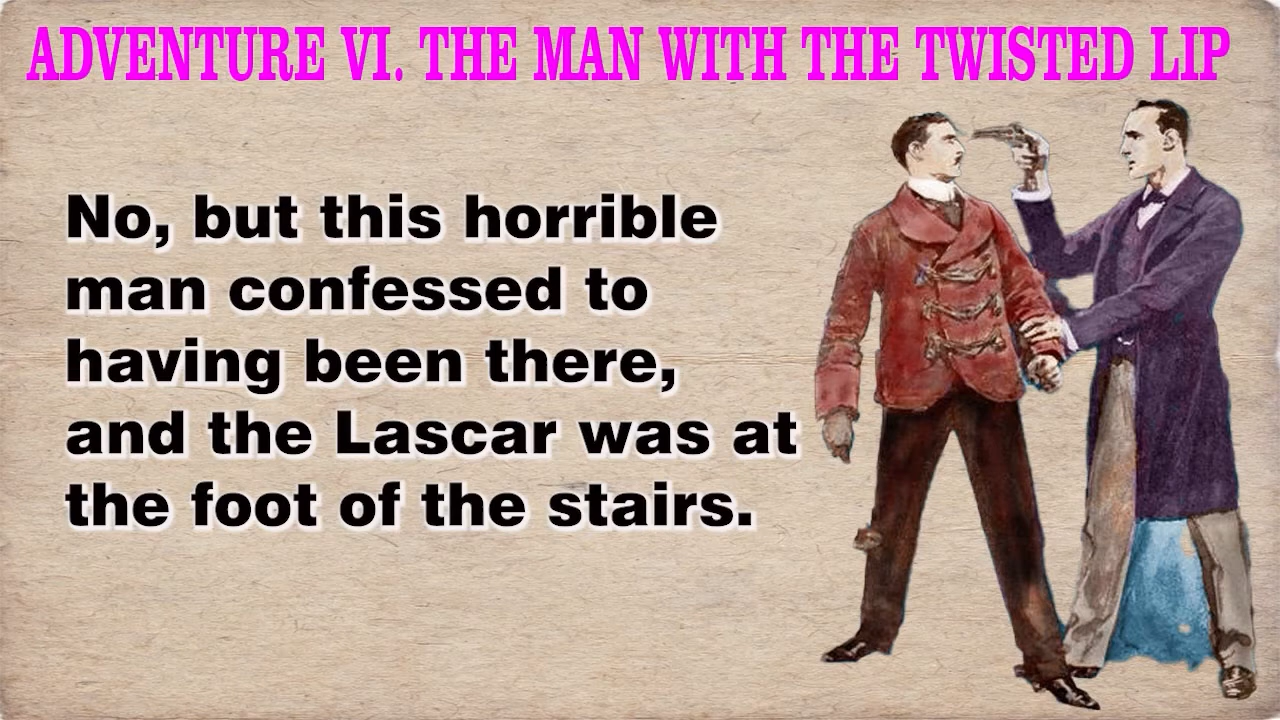 ADVENTURE VI. THE MAN WITH THE TWISTED LIP
No, but this horrible
man confessed to
having been there,
and the Lascar was at
the foot of the stairs.